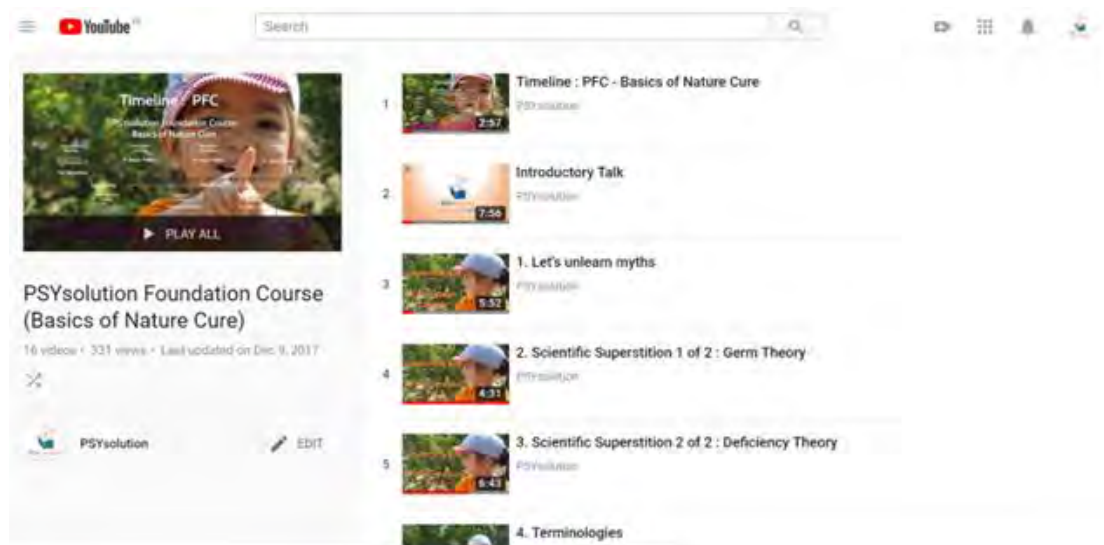 YouTube
Search
Timeline : PFC
PSYsolution Foundation Course
Basics of Nature Cure
PLAY ALL
PSYsolution Foundation Course
(Basics of Nature Cure)
16 videos • 331 views • Last updated on Dec 9, 2017
PSYsolution
EDIT
1
2:57
Timeline : PFC - Basics of Nature Cure
PSYsolution
2
7:56
Introductory Talk
PSYsolution
3
5:52
1. Let's unlearn myths
PSYsolution
4
4:31
2. Scientific Superstition 1 of 2 : Germ Theory
PSYsolution
5
6:43
3. Scientific Superstition 2 of 2 : Deficiency Theory
PSYsolution
4. Terminologies